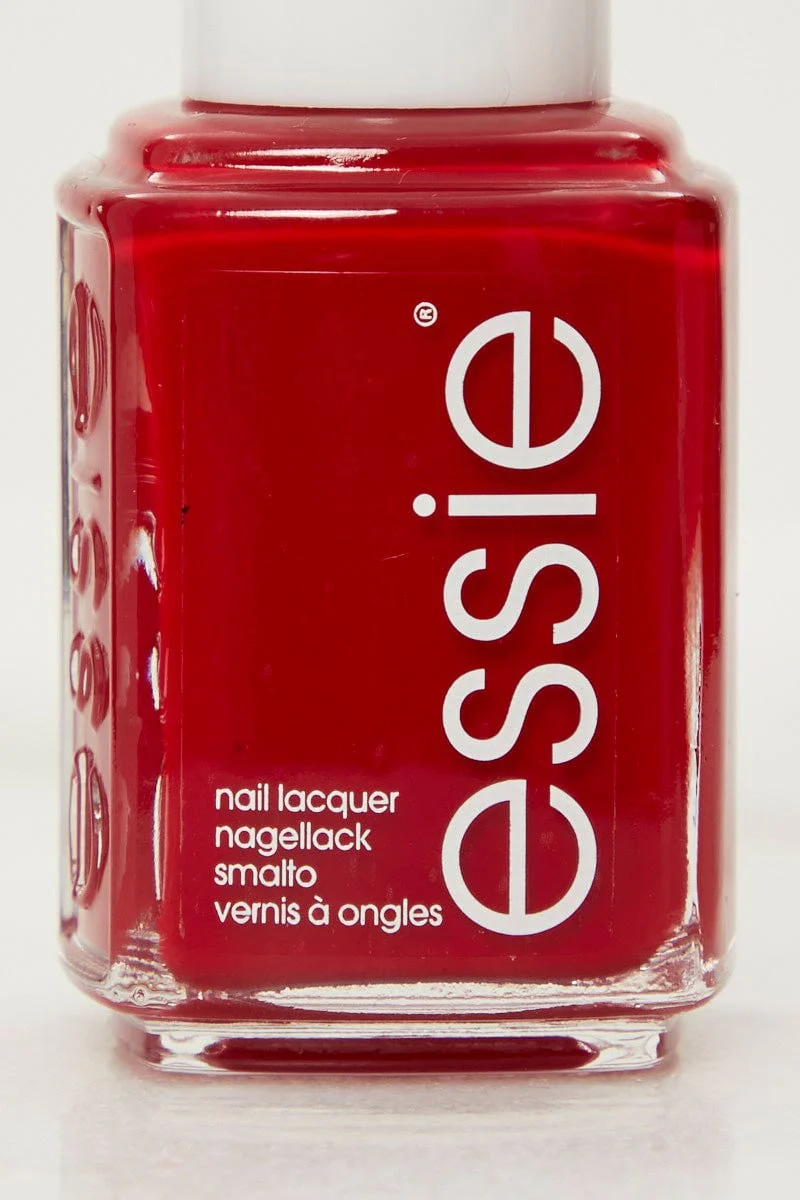 essie®
nail lacquer
nagellack
smalto
vernis à ongles